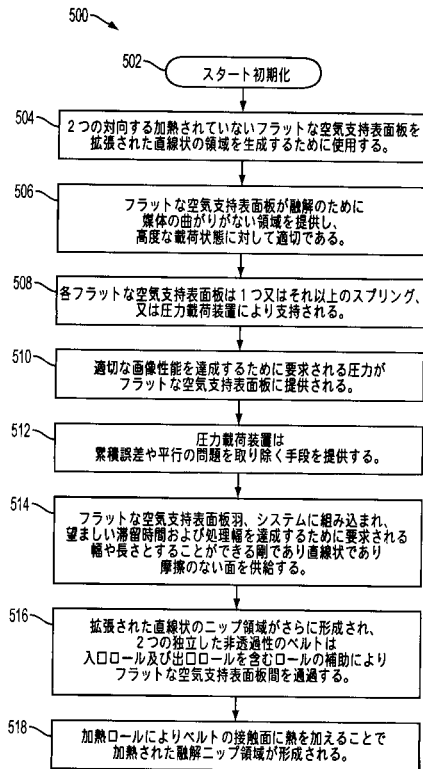 500
502
スタート初期化
504
2つの対向する加熱されていないフラットな空気支持表面板を
拡張された直線状の領域を生成するために使用する。
506
フラットな空気支持表面板が融解のために
媒体の曲がりがない領域を提供し、
高度な載荷状態に対して適切である。
508
各フラットな空気支持表面板は1つ又はそれ以上のスプリング、
又は圧力載荷装置により支持される。
510
適切な画像性能を達成するために要求される圧力が
フラットな空気支持表面板に提供される。
512
圧力載荷装置は
累積誤差や平行の問題を取り除く手段を提供する。
514
フラットな空気支持表面板羽、システムに組み込まれ、
望ましい滞留時間および処理幅を達成するために要求される
幅や長さとすることができる剛であり直線状であり
摩擦のない面を供給する。
516
拡張された直線状のニップ領域がさらに形成され、
2つの独立した非透過性のベルトは
入口ロール及び出口ロールを含むロールの補助により
フラットな空気支持表面板間を通過する。
518
加熱ロールによりベルトの接触面に熱を加えることで
加熱された融解ニップ領域が形成される。